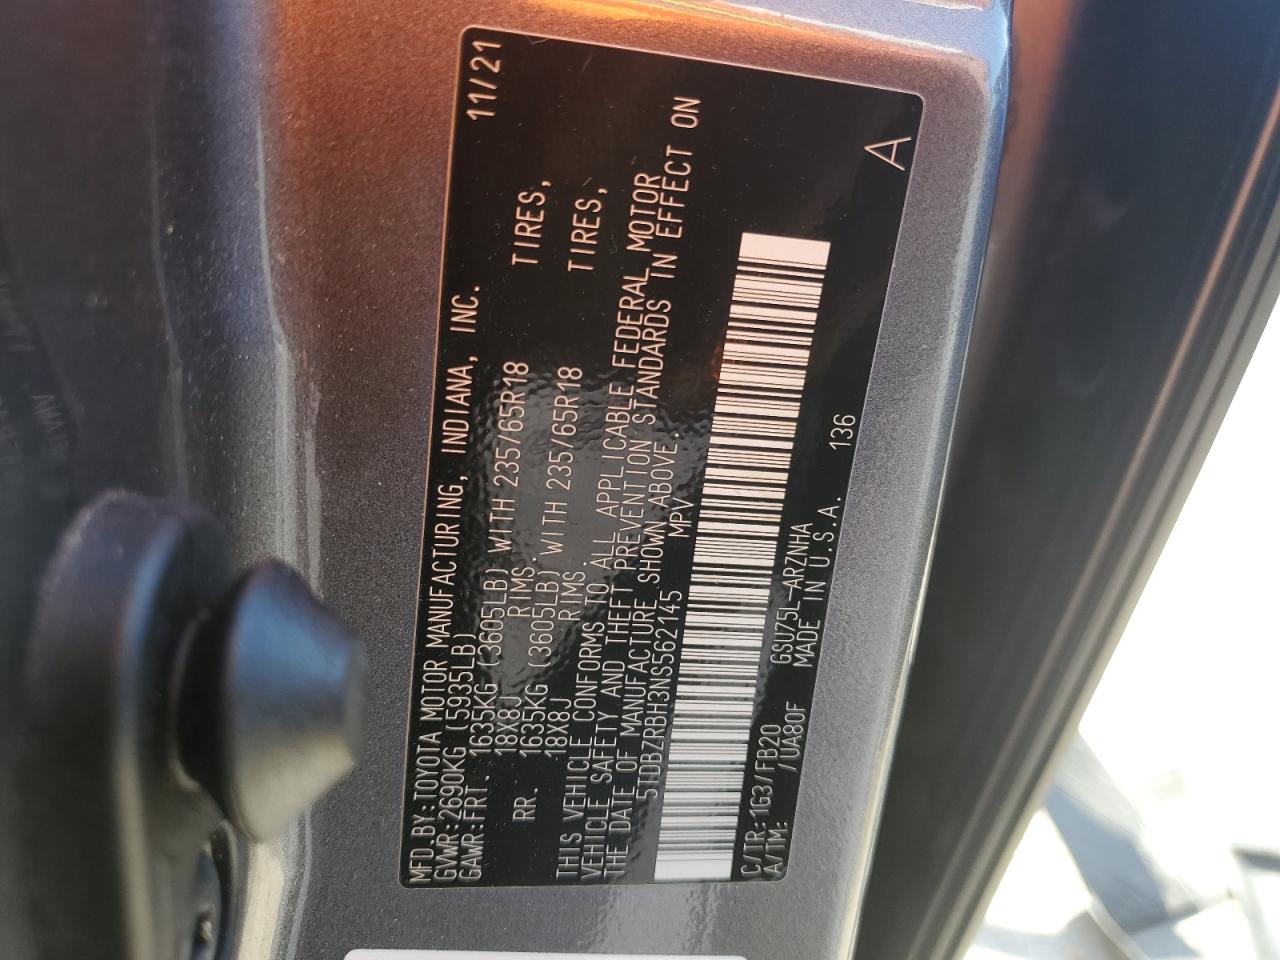 MFD.BY:TOYOTA MOTOR MANUFACTURING, INDIANA, INC. 11/21
GVWR:2690KG (5935LB)
GAWR:FRT. 1635KG (3605LB) WITH 235/65R18 TIRES,
18X8J RIMS.
RR. 1635KG (3605LB) WITH 235/65R18 TIRES,
18X8J RIMS.
THIS VEHICLE CONFORMS TO ALL APPLICABLE FEDERAL MOTOR
VEHICLE SAFETY AND THEFT PREVENTION STANDARDS IN EFFECT ON
THE DATE OF MANUFACTURE SHOWN ABOVE.
5TDBZRBH3NS562145 MPV
C/TR:1G3/FB20 GSU75L-ARZNHA
A/TM: /UA80F MADE IN U.S.A. 136
A